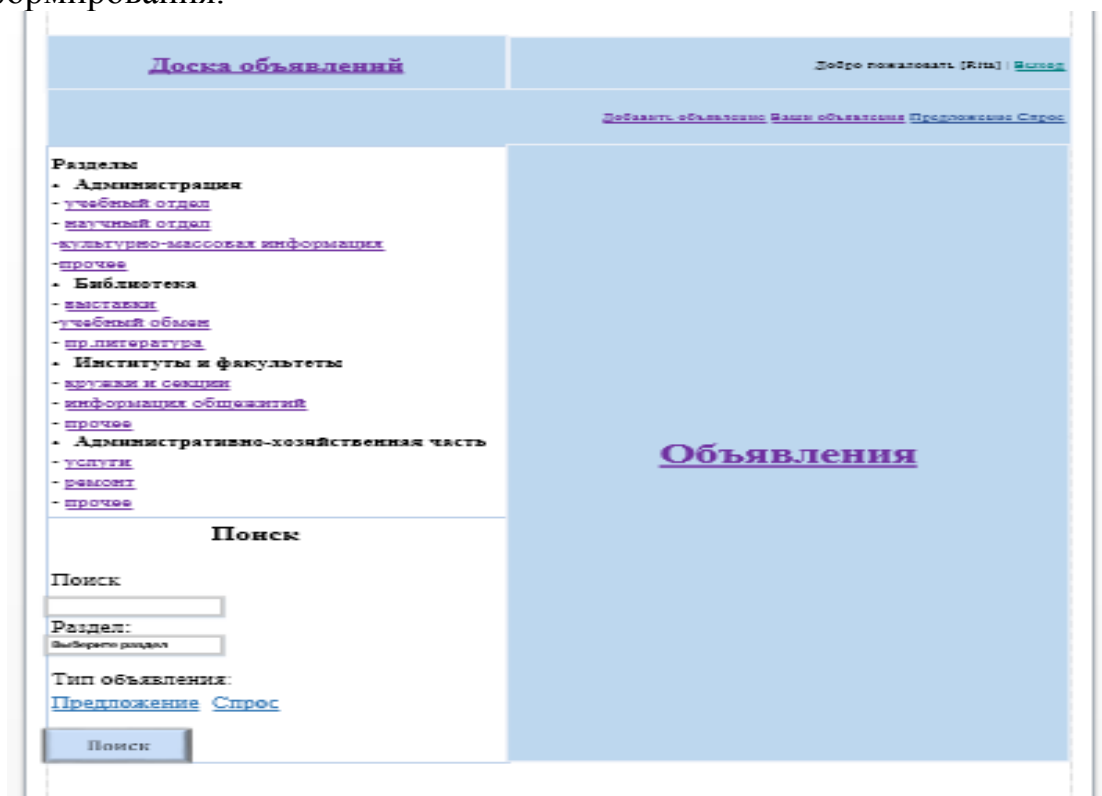 формирования.
Доска объявлений
Добро пожаловать [Rita] | Выход
Добавить объявление Ваши объявления Предложение Спрос
Разделы
• Администрация
- учебный отдел
- научный отдел
-культурно-массовая информация
-прочее
• Библиотека
- выставки
-учебный обмен
- пр.литература
• Институты и факультеты
- кружки и секции
- информация общежитий
- прочее
• Административно-хозяйственная часть
- услуги
- ремонт
- прочее
Объявления
Поиск
Поиск
Раздел:
Выберите раздел
Тип объявления:
Предложение Спрос
Поиск